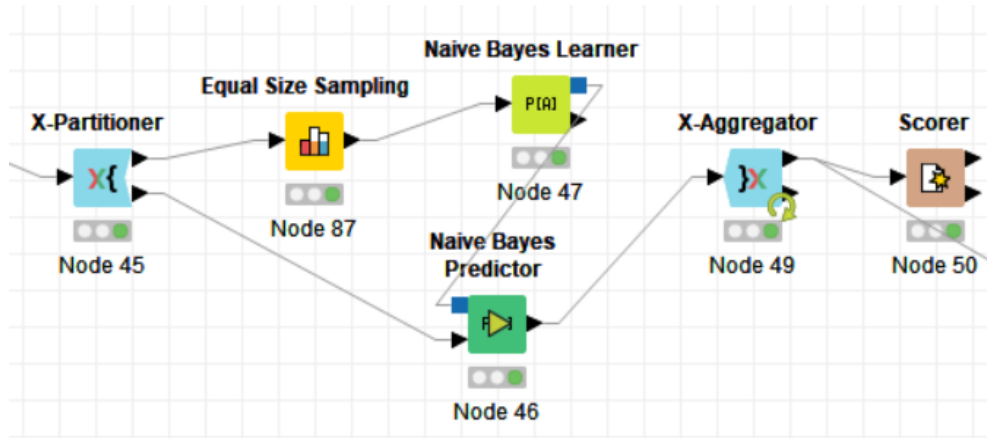 Naive Bayes Learner
Equal Size Sampling
P[A]
X-Partitioner
X-Aggregator
Scorer
X{
}X
Node 47
Node 87
Naive Bayes
Predictor
Node 45
Node 49
Node 50
Node 46